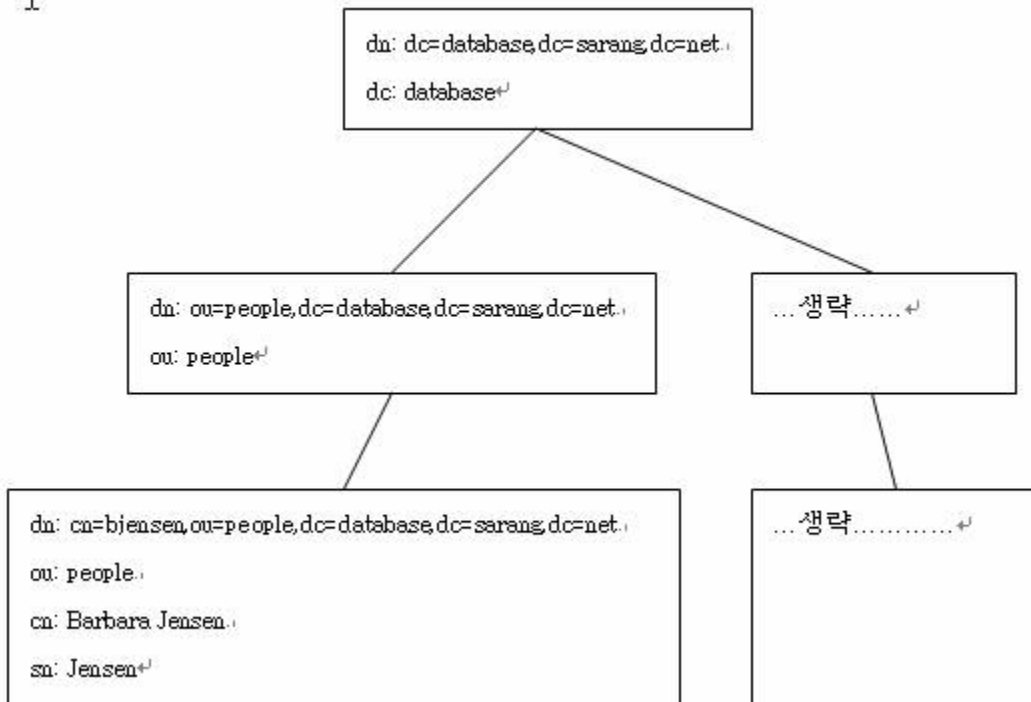 dn: dc=database,dc=sarang,dc=net
dc: database
dn: ou=people,dc=database,dc=sarang,dc=net
ou: people
...생략......
dn: cn=bjensen,ou=people,dc=database,dc=sarang,dc=net
ou: people
cn: Barbara Jensen
sn: Jensen
...생략............